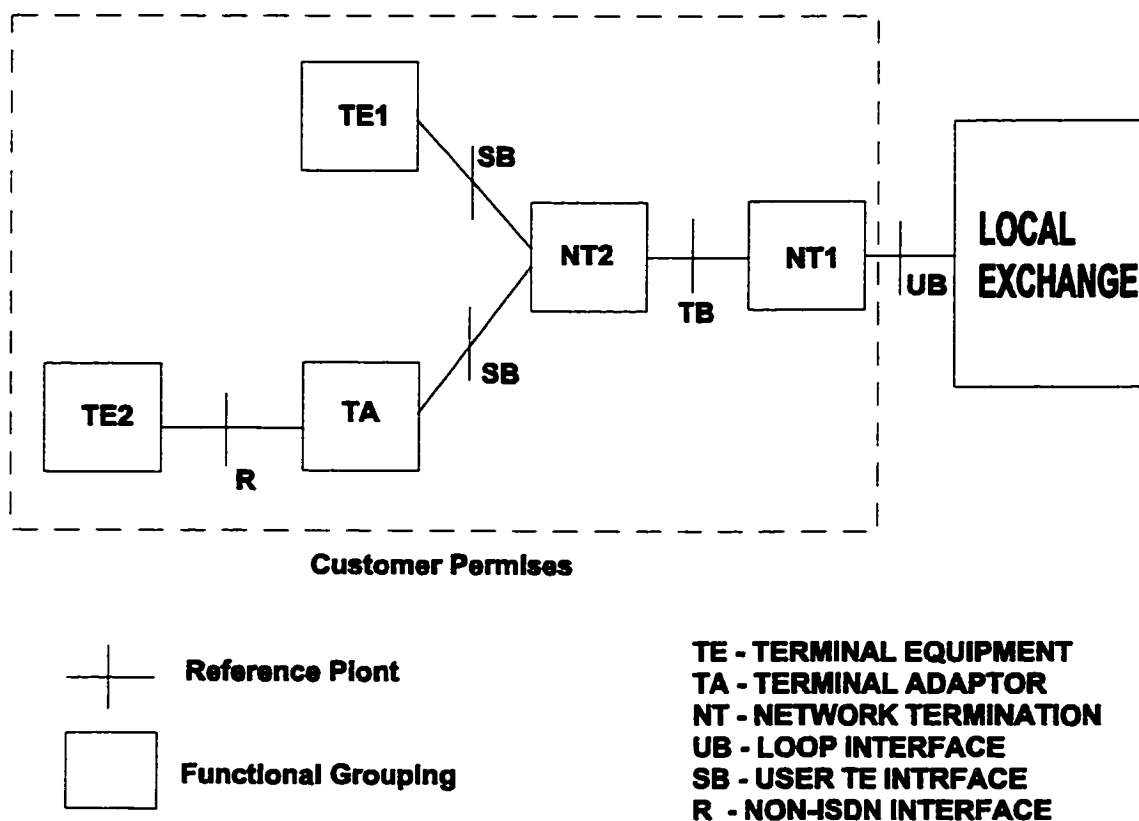 TE1
SB
NT2
NT1
LOCAL
EXCHANGE
TB
UB
SB
TE2
TA
R
Customer Permises
Reference Piont
Functional Grouping
TE - TERMINAL EQUIPMENT
TA - TERMINAL ADAPTOR
NT - NETWORK TERMINATION
UB - LOOP INTERFACE
SB - USER TE INTRFACE
R - NON-ISDN INTERFACE